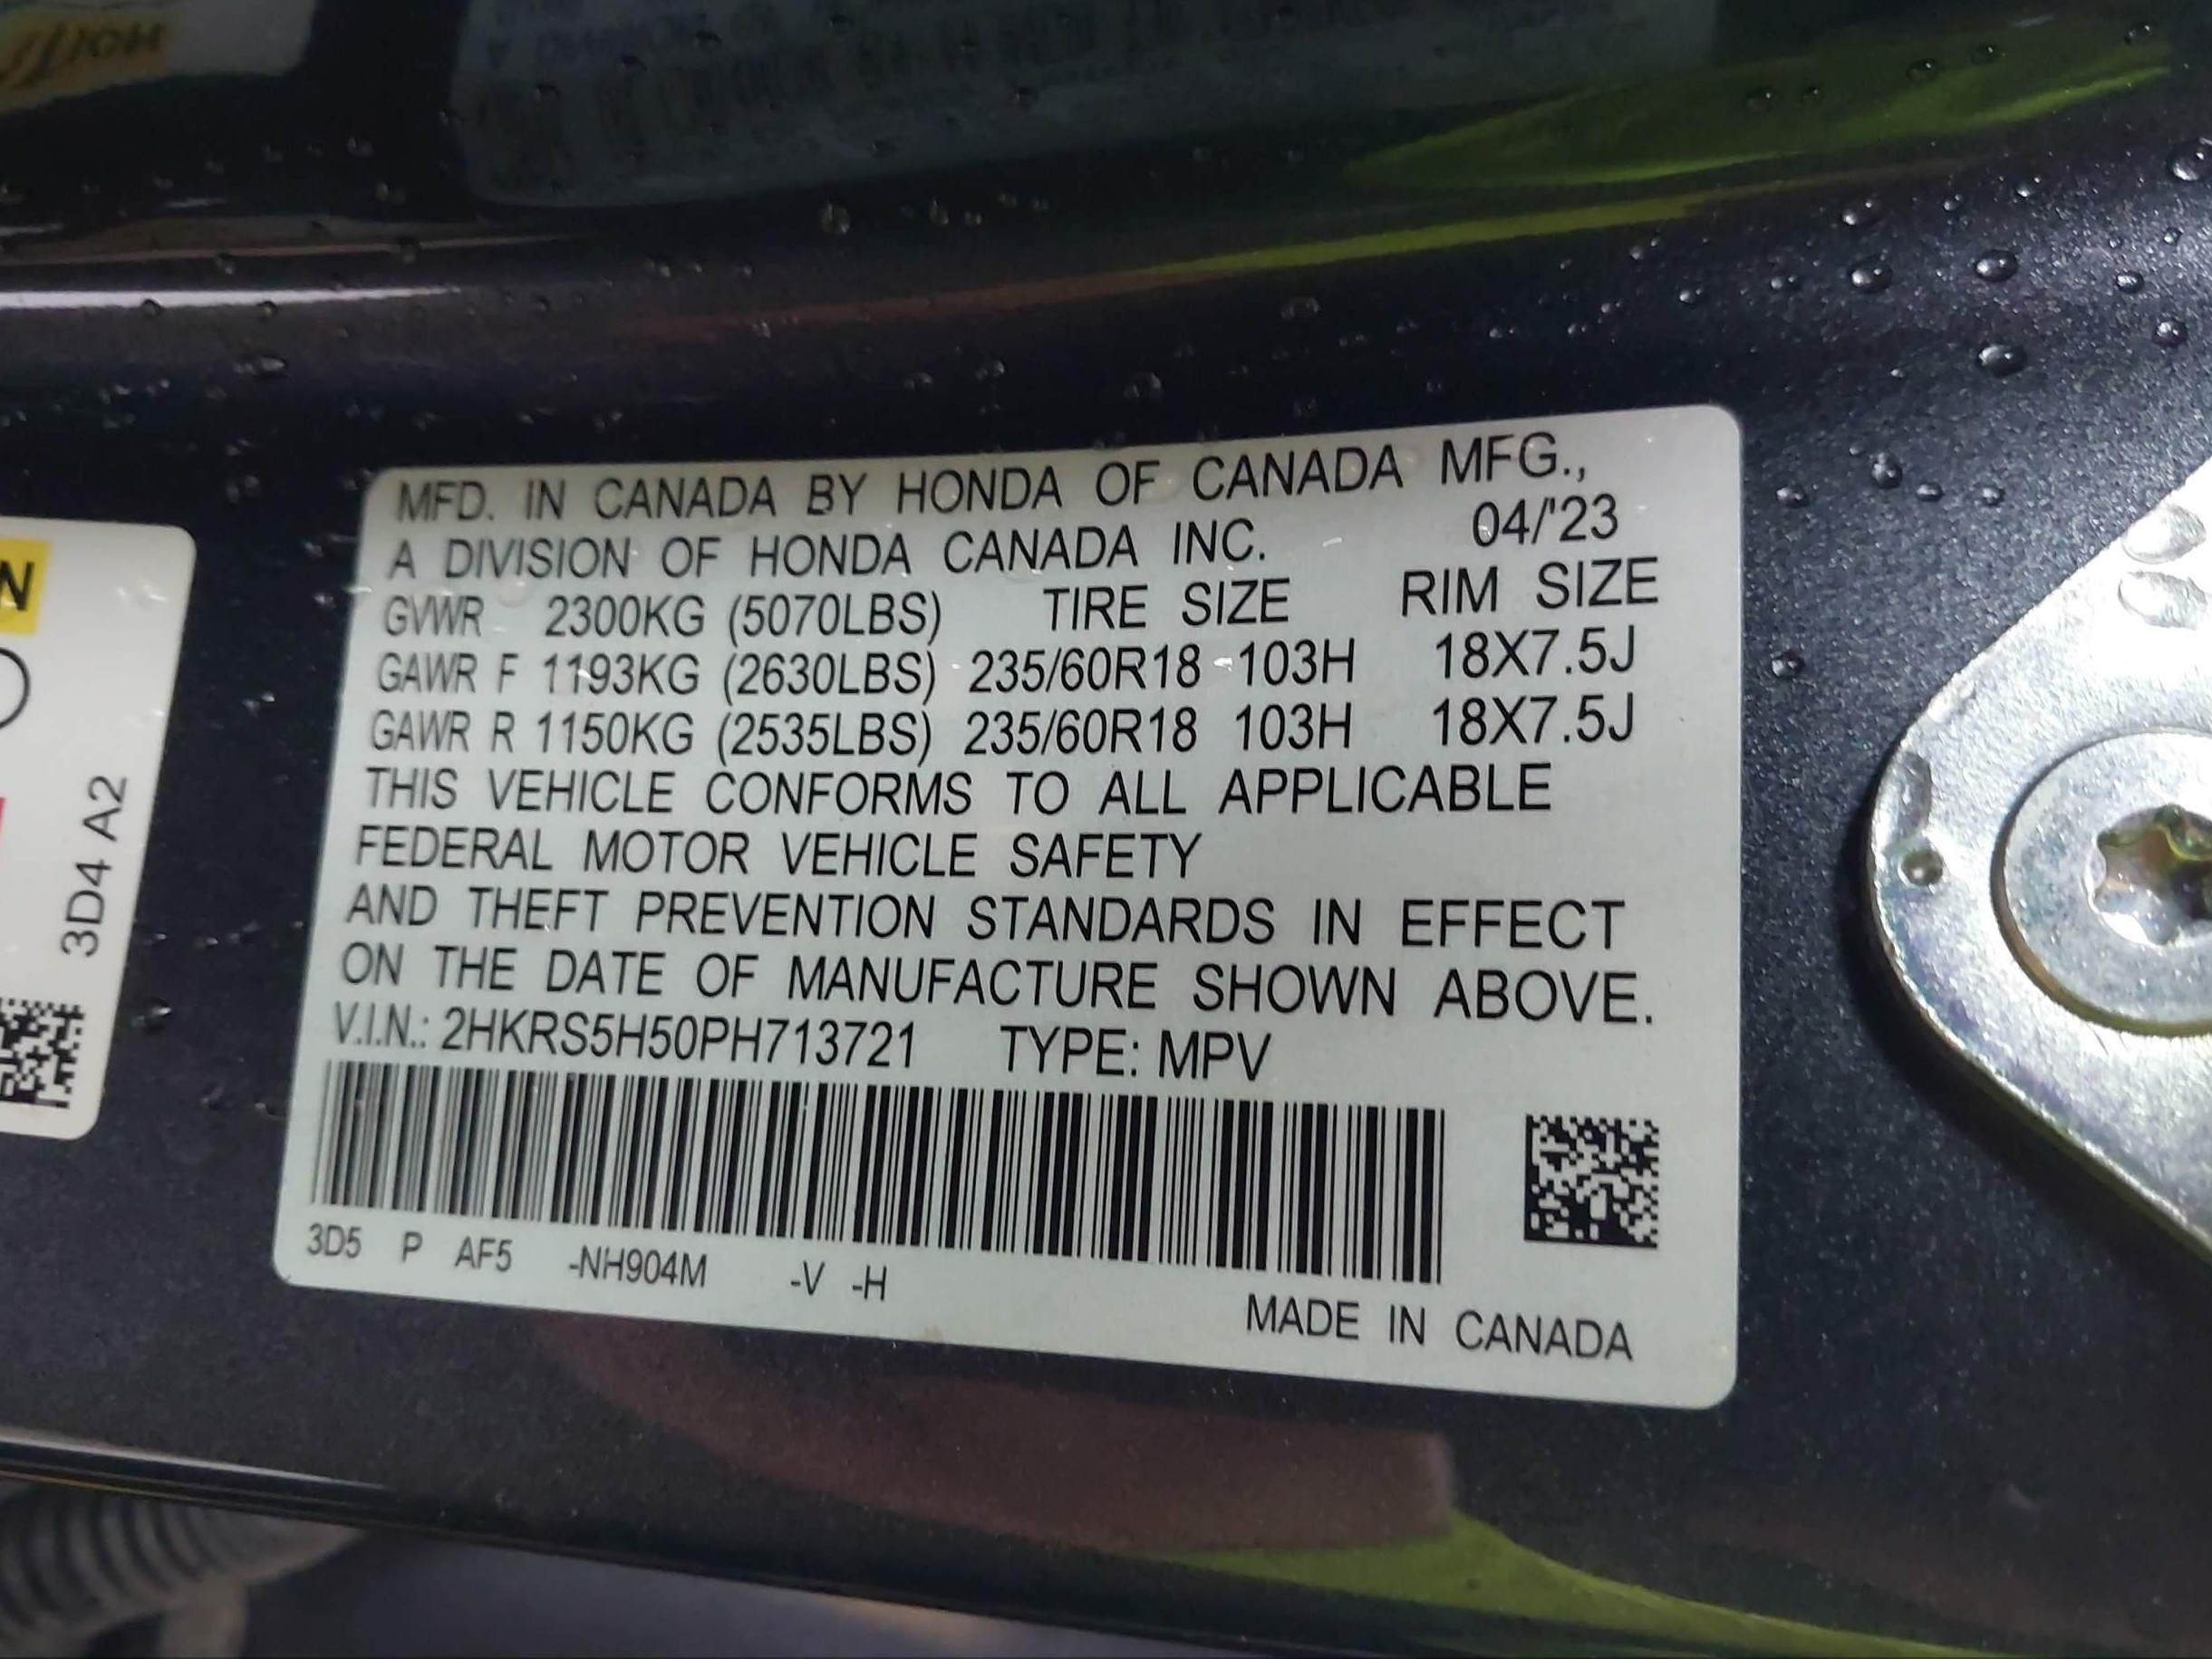 MFD. IN CANADA BY HONDA OF CANADA MFG.,
A DIVISION OF HONDA CANADA INC. 04/'23
GVWR 2300KG (5070LBS) TIRE SIZE RIM SIZE
GAWR F 1193KG (2630LBS) 235/60R18 103H 18X7.5J
GAWR R 1150KG (2535LBS) 235/60R18 103H 18X7.5J
THIS VEHICLE CONFORMS TO ALL APPLICABLE
FEDERAL MOTOR VEHICLE SAFETY
AND THEFT PREVENTION STANDARDS IN EFFECT
ON THE DATE OF MANUFACTURE SHOWN ABOVE.
V.I.N.: 2HKRS5H50PH713721 TYPE: MPV
3D5 P AF5 -NH904M -V -H
MADE IN CANADA
3D4 A2